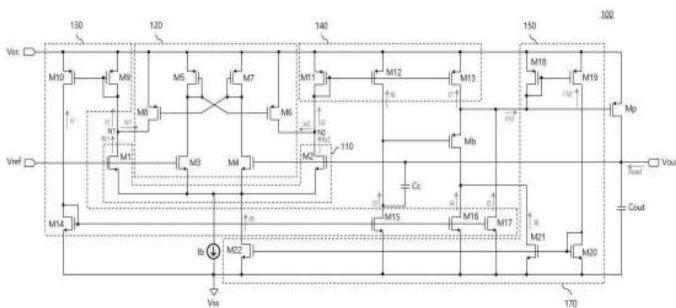 100
130
120
140
150
Vcc
M10
M9
M5
M7
M11
M12
M13
M18
M19
M8
M6
Mp
N1
N2
Mb
110
Vref
M1
M3
M4
M2
Vout
Iload
Cc
Cout
M14
M15
M16
M17
Ib
M22
M21
M20
Vss
170